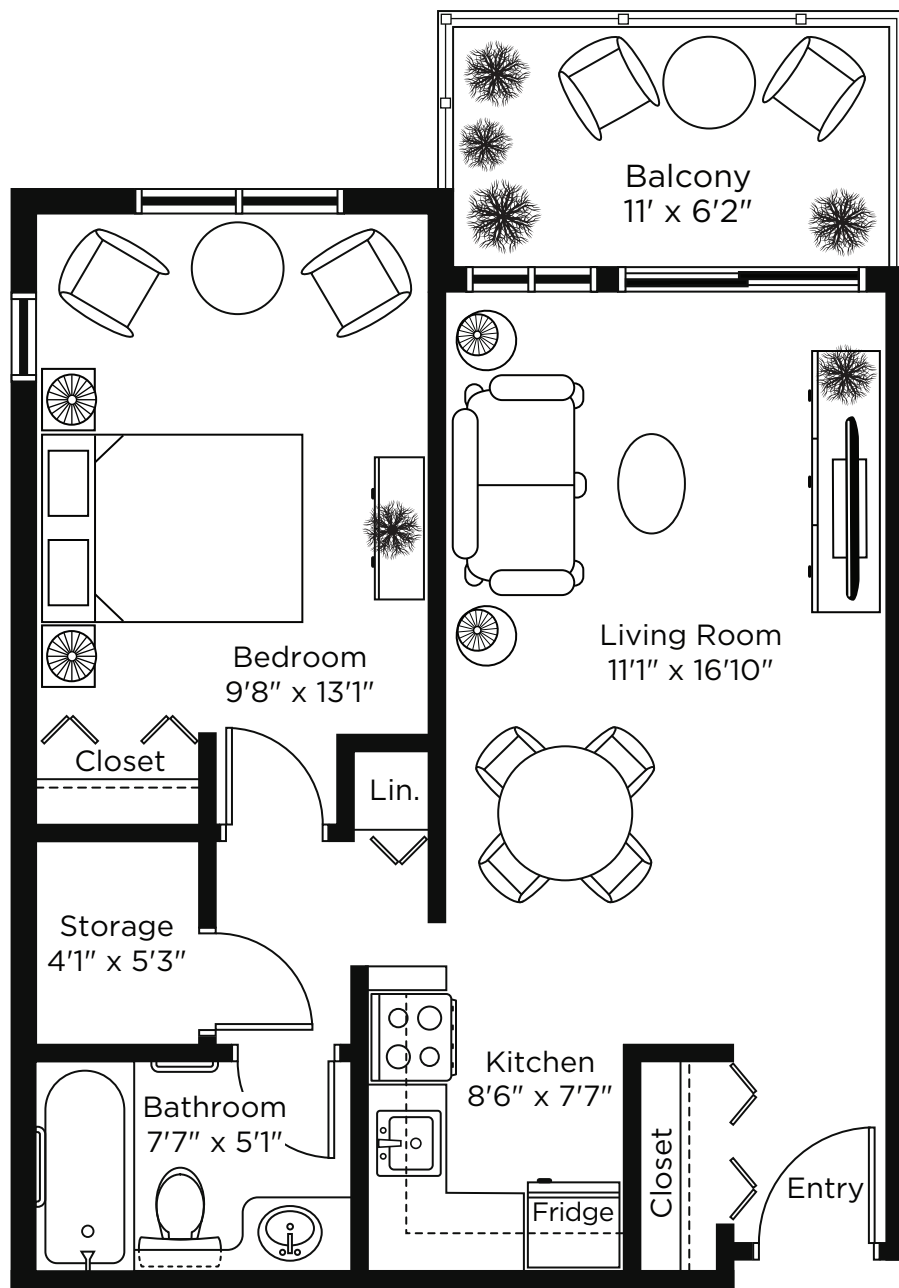 Balcony
11' x 6'2"
Bedroom
9'8" x 13'1"
Living Room
11'1" x 16'10"
Closet
Lin.
Storage
4'1" x 5'3"
Kitchen
8'6" x 7'7"
Bathroom
7'7" x 5'1"
Closet
Entry
Fridge